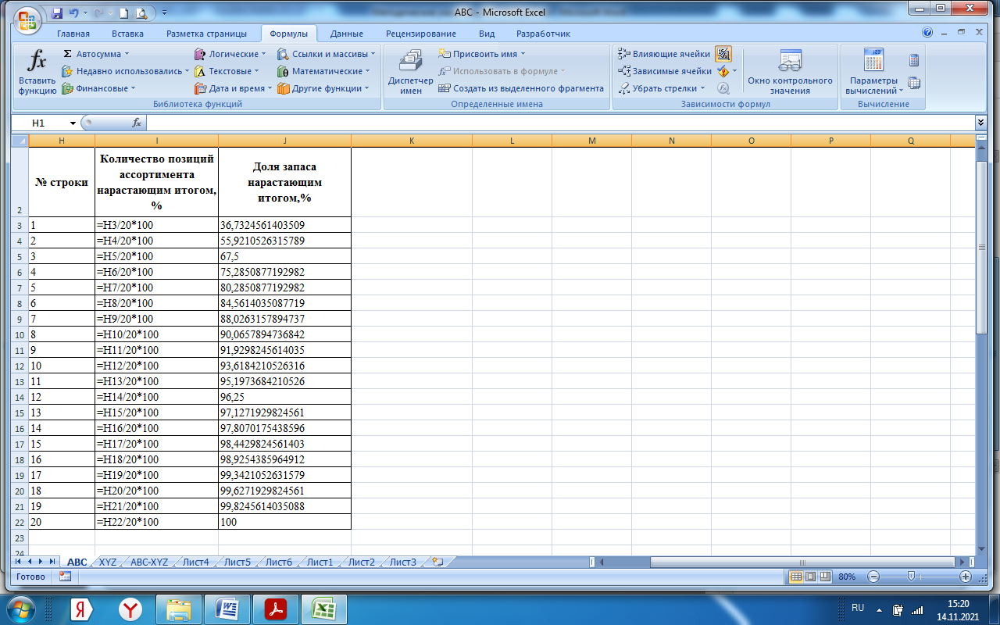 ABC - Microsoft Excel
Главная Вставка Разметка страницы Формулы Данные Рецензирование Вид Разработчик
fx Вставить функцию
Σ Автосумма
Недавно использовались
Финансовые
Логические
Текстовые
Дата и время
Ссылки и массивы
Математические
Другие функции
Библиотека функций
Диспетчер имен
Присвоить имя
Использовать в формуле
Создать из выделенного фрагмента
Определенные имена
Влияющие ячейки
Зависимые ячейки
Убрать стрелки
Окно контрольного значения
Зависимости формул
Параметры вычислений
Вычисление
H1 fx
H I J K L M N O P Q
2 № строки Количество позиций ассортимента нарастающим итогом, % Доля запаса нарастающим итогом,%
3 1 =H3/20*100 36,7324561403509
4 2 =H4/20*100 55,9210526315789
5 3 =H5/20*100 67,5
6 4 =H6/20*100 75,2850877192982
7 5 =H7/20*100 80,2850877192982
8 6 =H8/20*100 84,5614035087719
9 7 =H9/20*100 88,0263157894737
10 8 =H10/20*100 90,0657894736842
11 9 =H11/20*100 91,9298245614035
12 10 =H12/20*100 93,6184210526316
13 11 =H13/20*100 95,1973684210526
14 12 =H14/20*100 96,25
15 13 =H15/20*100 97,1271929824561
16 14 =H16/20*100 97,8070175438596
17 15 =H17/20*100 98,4429824561403
18 16 =H18/20*100 98,9254385964912
19 17 =H19/20*100 99,3421052631579
20 18 =H20/20*100 99,6271929824561
21 19 =H21/20*100 99,8245614035088
22 20 =H22/20*100 100
23
24
ABC XYZ ABC-XYZ Лист4 Лист5 Лист6 Лист1 Лист2 Лист3
Готово 80%
RU 15:20
14.11.2021